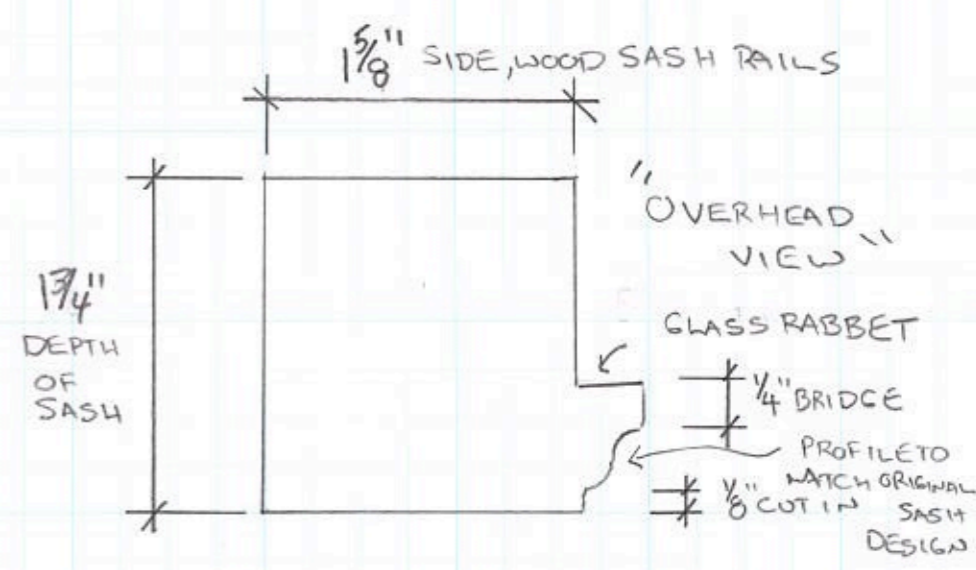 1 5/8" SIDE, WOOD SASH RAILS
"OVERHEAD
VIEW"
1 3/4"
DEPTH
OF
SASH
GLASS RABBET
1/4" BRIDGE
PROFILE TO
MATCH ORIGINAL
SASH
DESIGN
1/8" CUT IN